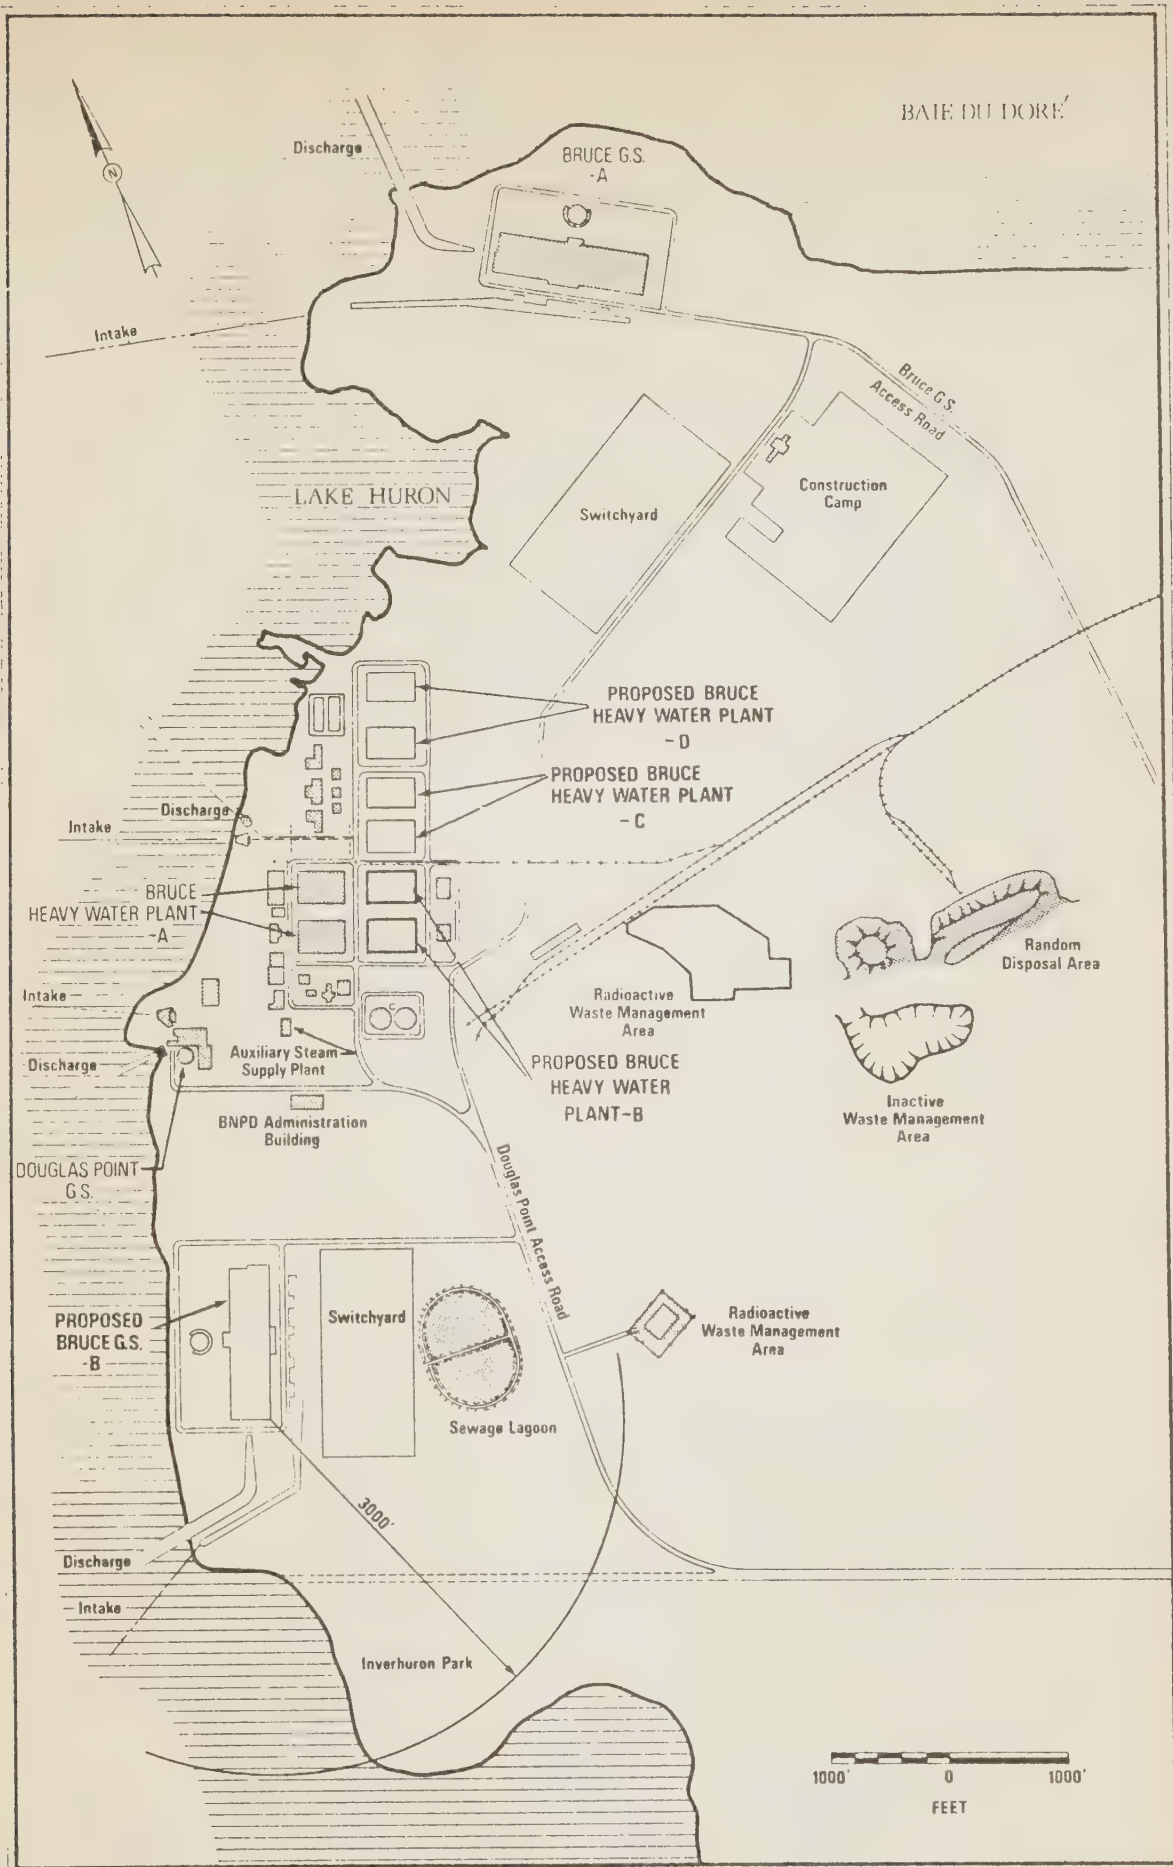 BAIE DU DORE'
Discharge
BRUCE G.S.
-A
N
Intake
Bruce G.S.
Access Road
LAKE HURON
Switchyard
Construction
Camp
PROPOSED BRUCE
HEAVY WATER PLANT
-D
PROPOSED BRUCE
HEAVY WATER PLANT
-C
Discharge
Intake
BRUCE
HEAVY WATER PLANT
-A
Random
Disposal Area
Intake
Radioactive
Waste Management
Area
C
Auxiliary Steam
Supply Plant
Discharge
PROPOSED BRUCE
HEAVY WATER
PLANT-B
Inactive
Waste Management
Area
BNPD Administration
Building
DOUGLAS POINT
G.S.
Douglas Point Access Road
PROPOSED
BRUCE G.S.
-B
Switchyard
Radioactive
Waste Management
Area
Sewage Lagoon
3000'
Discharge
Intake
Inverhuron Park
1000' 0 1000'
FEET